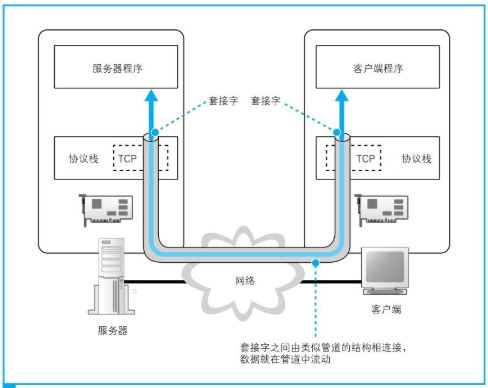 服务器程序
客户端程序
套接字
套接字
协议栈
TCP
TCP
协议栈
网络
服务器
客户端
套接字之间由类似管道的结构相连接，
数据就在管道中流动